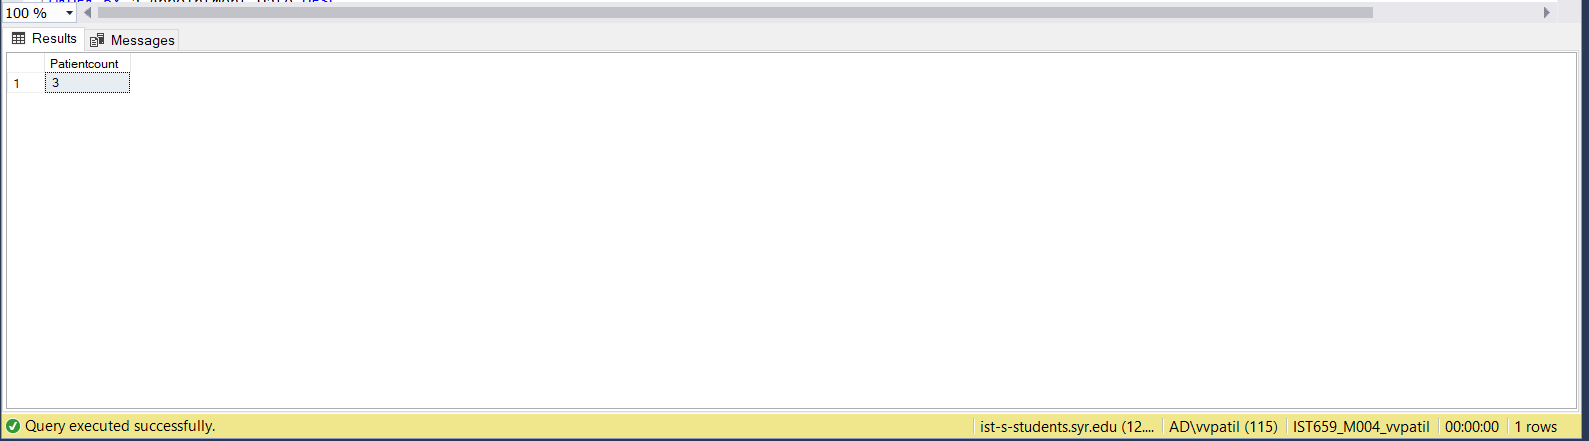 100 %
Results Messages
Patientcount
1 3
Query executed successfully. ist-s-students.syr.edu (12.... AD\vvpatil (115) IST659_M004_vvpatil 00:00:00 1 rows